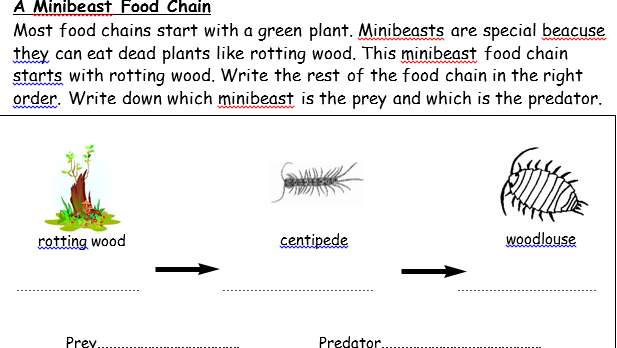 A Minibeast Food Chain
Most food chains start with a green plant. Minibeasts are special beacuse
they can eat dead plants like rotting wood. This minibeast food chain
starts with rotting wood. Write the rest of the food chain in the right
order. Write down which minibeast is the prey and which is the predator.
rotting wood centipede woodlouse
Prey........................................ Predator.............................................